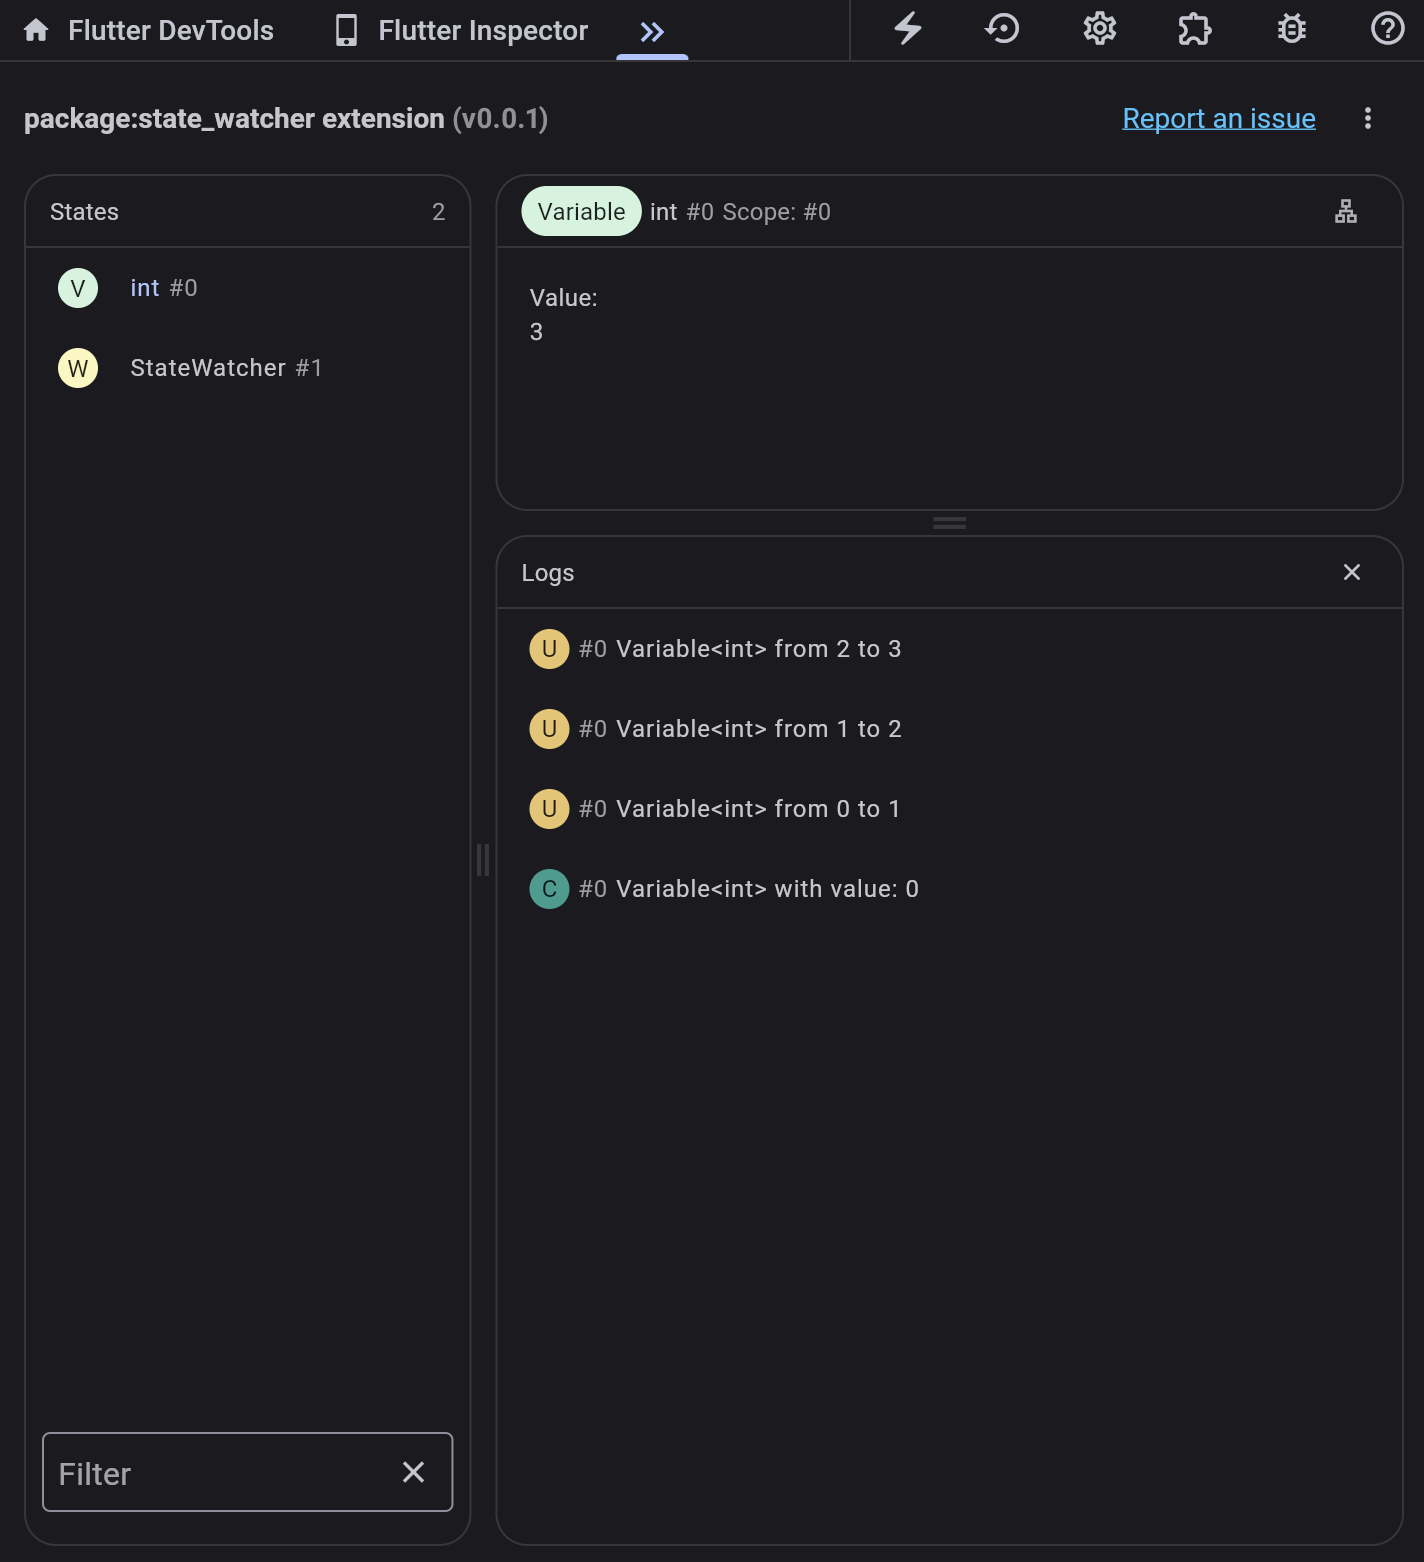 Flutter DevTools Flutter Inspector
package:state_watcher extension (v0.0.1) Report an issue
States 2
V int #0
W StateWatcher #1
Filter
Variable int #0 Scope: #0
Value:
3
Logs
U #0 Variable<int> from 2 to 3
U #0 Variable<int> from 1 to 2
U #0 Variable<int> from 0 to 1
C #0 Variable<int> with value: 0